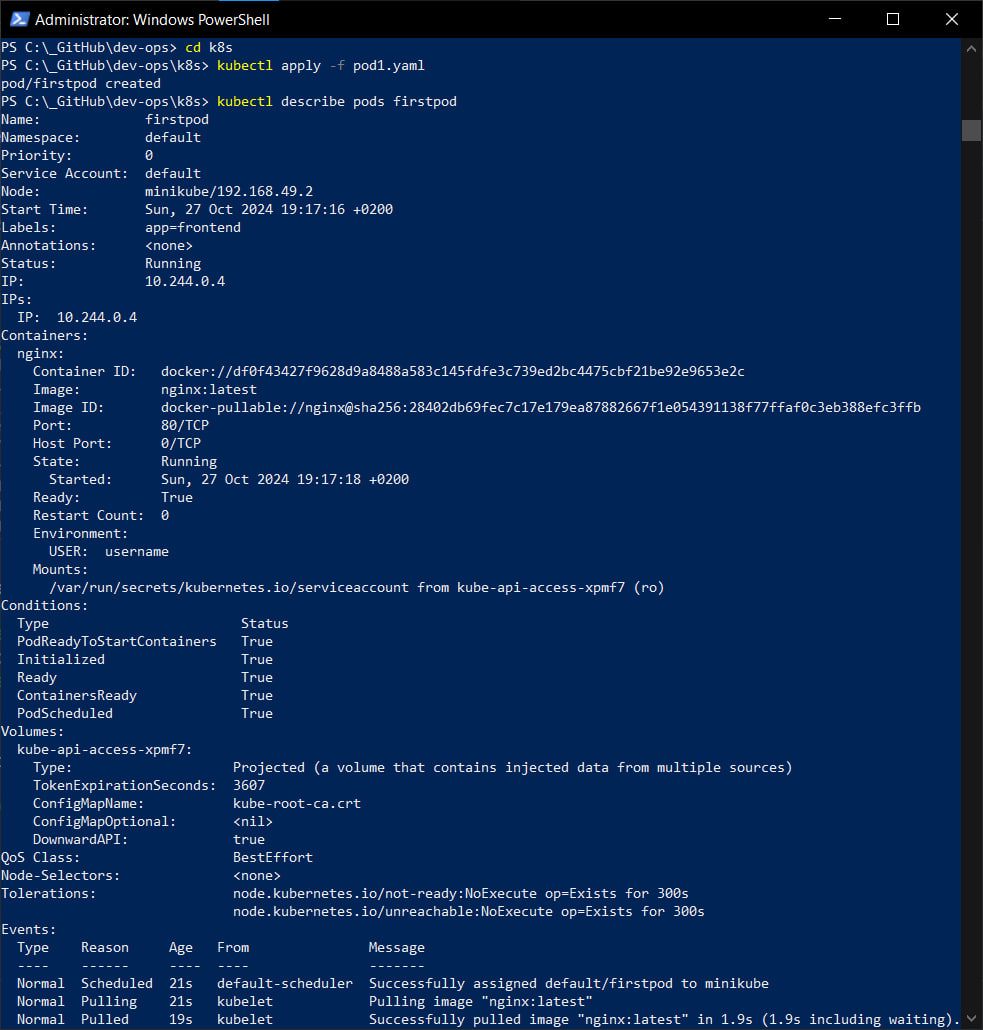 Administrator: Windows PowerShell
PS C:\_GitHub\dev-ops> cd k8s
PS C:\_GitHub\dev-ops\k8s> kubectl apply -f pod1.yaml
pod/firstpod created
PS C:\_GitHub\dev-ops\k8s> kubectl describe pods firstpod
Name:             firstpod
Namespace:        default
Priority:         0
Service Account:  default
Node:             minikube/192.168.49.2
Start Time:       Sun, 27 Oct 2024 19:17:16 +0200
Labels:           app=frontend
Annotations:      <none>
Status:           Running
IP:               10.244.0.4
IPs:
  IP:  10.244.0.4
Containers:
  nginx:
    Container ID:   docker://df0f43427f9628d9a8488a583c145fdfe3c739ed2bc4475cbf21be92e9653e2c
    Image:          nginx:latest
    Image ID:       docker-pullable://nginx@sha256:28402db69fec7c17e179ea87882667f1e054391138f77ffaf0c3eb388efc3ffb
    Port:           80/TCP
    Host Port:      0/TCP
    State:          Running
      Started:      Sun, 27 Oct 2024 19:17:18 +0200
    Ready:          True
    Restart Count:  0
    Environment:
      USER:  username
    Mounts:
      /var/run/secrets/kubernetes.io/serviceaccount from kube-api-access-xpmf7 (ro)
Conditions:
  Type                        Status
  PodReadyToStartContainers   True
  Initialized                 True
  Ready                       True
  ContainersReady             True
  PodScheduled                True
Volumes:
  kube-api-access-xpmf7:
    Type:                    Projected (a volume that contains injected data from multiple sources)
    TokenExpirationSeconds:  3607
    ConfigMapName:           kube-root-ca.crt
    ConfigMapOptional:       <nil>
    DownwardAPI:             true
QoS Class:                   BestEffort
Node-Selectors:              <none>
Tolerations:                 node.kubernetes.io/not-ready:NoExecute op=Exists for 300s
                             node.kubernetes.io/unreachable:NoExecute op=Exists for 300s
Events:
  Type    Reason     Age   From               Message
  ----    ------     ----  ----               -------
  Normal  Scheduled  21s   default-scheduler  Successfully assigned default/firstpod to minikube
  Normal  Pulling    21s   kubelet            Pulling image "nginx:latest"
  Normal  Pulled     19s   kubelet            Successfully pulled image "nginx:latest" in 1.9s (1.9s including waiting).